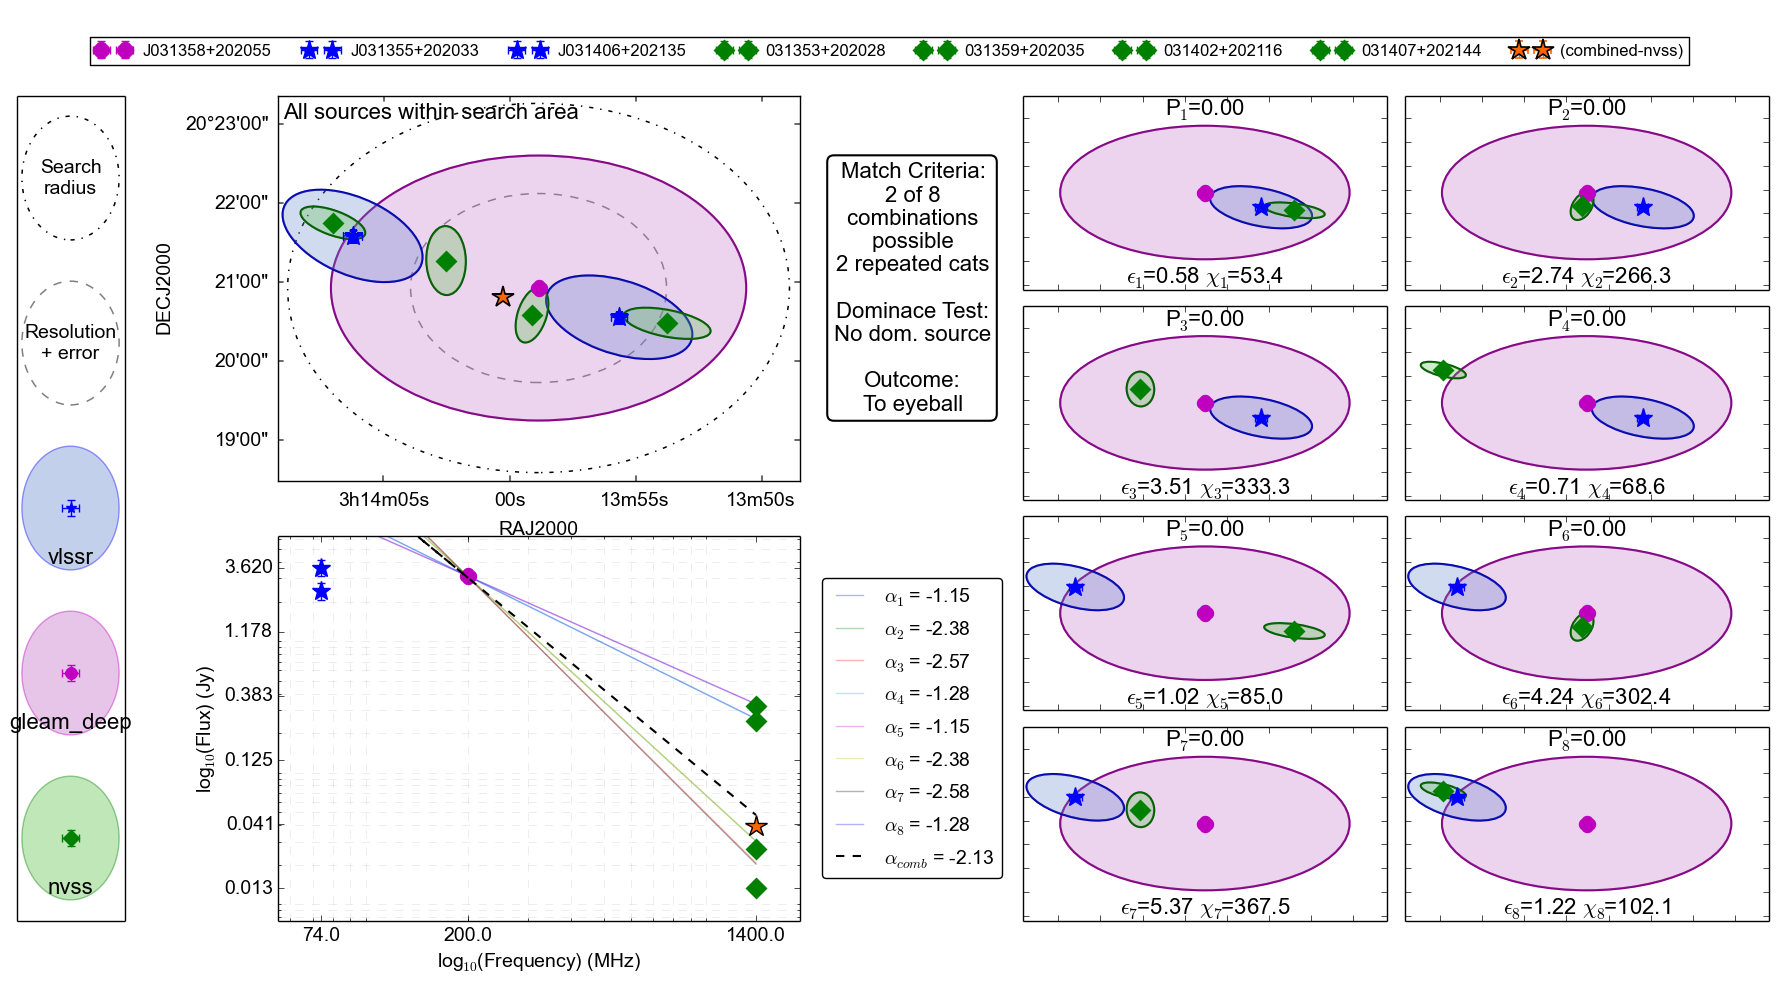 J031358+202055 J031355+202033 J031406+202135 031353+202028 031359+202035 031402+202116 031407+202144 (combined-nvss)
Search
radius
Resolution
+ error
vlssr
gleam_deep
nvss
All sources within search area
DECJ2000
20°23'00"
22'00"
21'00"
20'00"
19'00"
3h14m05s 00s 13m55s 13m50s
RAJ2000
Match Criteria:
2 of 8
combinations
possible
2 repeated cats
Dominace Test:
No dom. source
Outcome:
To eyeball
log10(Flux) (Jy)
3.620
1.178
0.383
0.125
0.041
0.013
74.0 200.0 1400.0
log10(Frequency) (MHz)
α1 = -1.15
α2 = -2.38
α3 = -2.57
α4 = -1.28
α5 = -1.15
α6 = -2.38
α7 = -2.58
α8 = -1.28
αcomb = -2.13
P1=0.00
ϵ1=0.58 χ1=53.4
P2=0.00
ϵ2=2.74 χ2=266.3
P3=0.00
ϵ3=3.51 χ3=333.3
P4=0.00
ϵ4=0.71 χ4=68.6
P5=0.00
ϵ5=1.02 χ5=85.0
P6=0.00
ϵ6=4.24 χ6=302.4
P7=0.00
ϵ7=5.37 χ7=367.5
P8=0.00
ϵ8=1.22 χ8=102.1